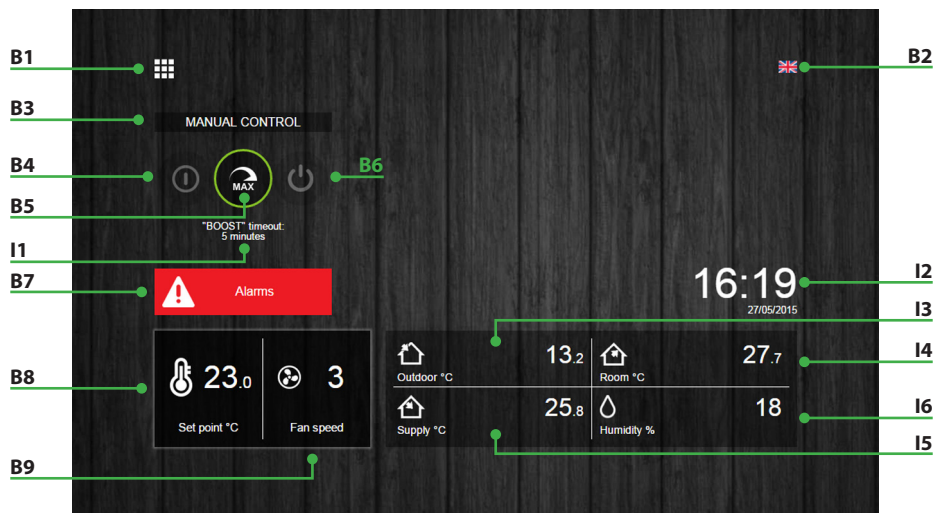 B1
B2
B3
MANUAL CONTROL
B4
B6
MAX
B5
"BOOST" timeout:
5 minutes
I1
B7
Alarms
16:19
I2
27/05/2015
I3
13.2
27.7
I4
Outdoor °C
Room °C
B8
23.0
3
25.8
18
I6
Set point °C
Fan speed
Supply °C
Humidity %
I5
B9